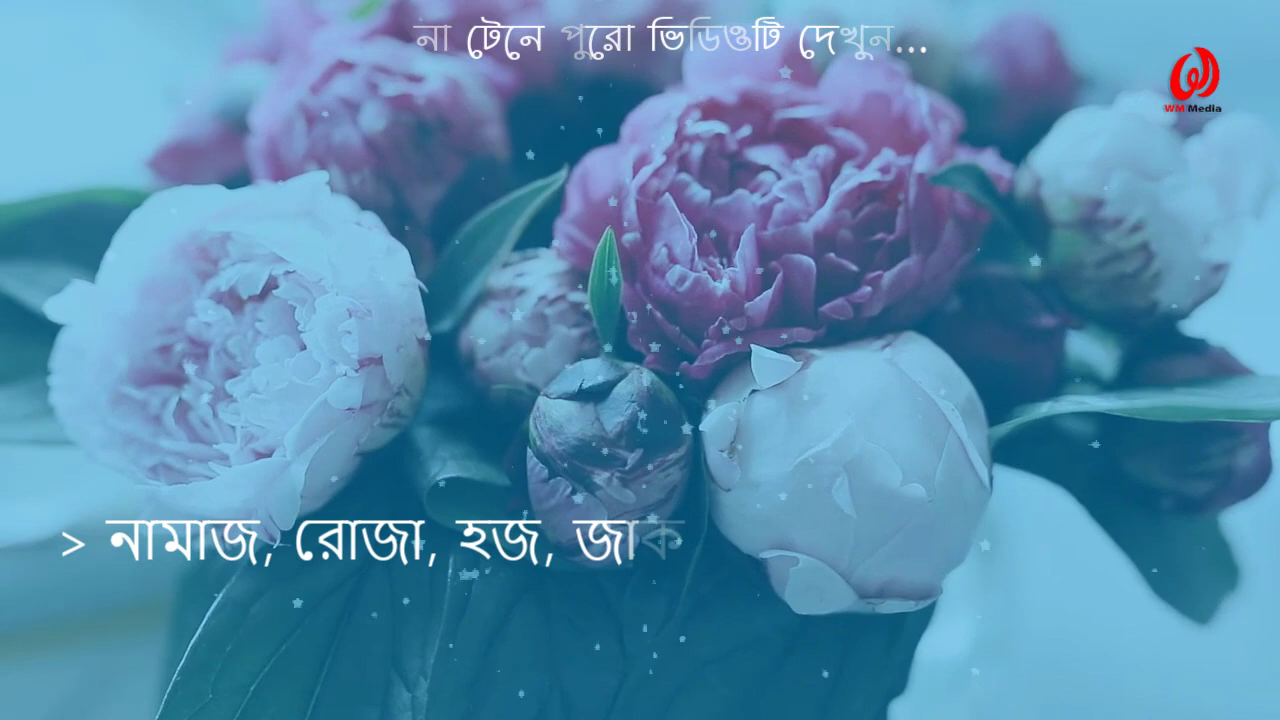 না টেনে পুরো ভিডিওটি দেখুন...
WM Media
> নামাজ, রোজা, হজ, জাক